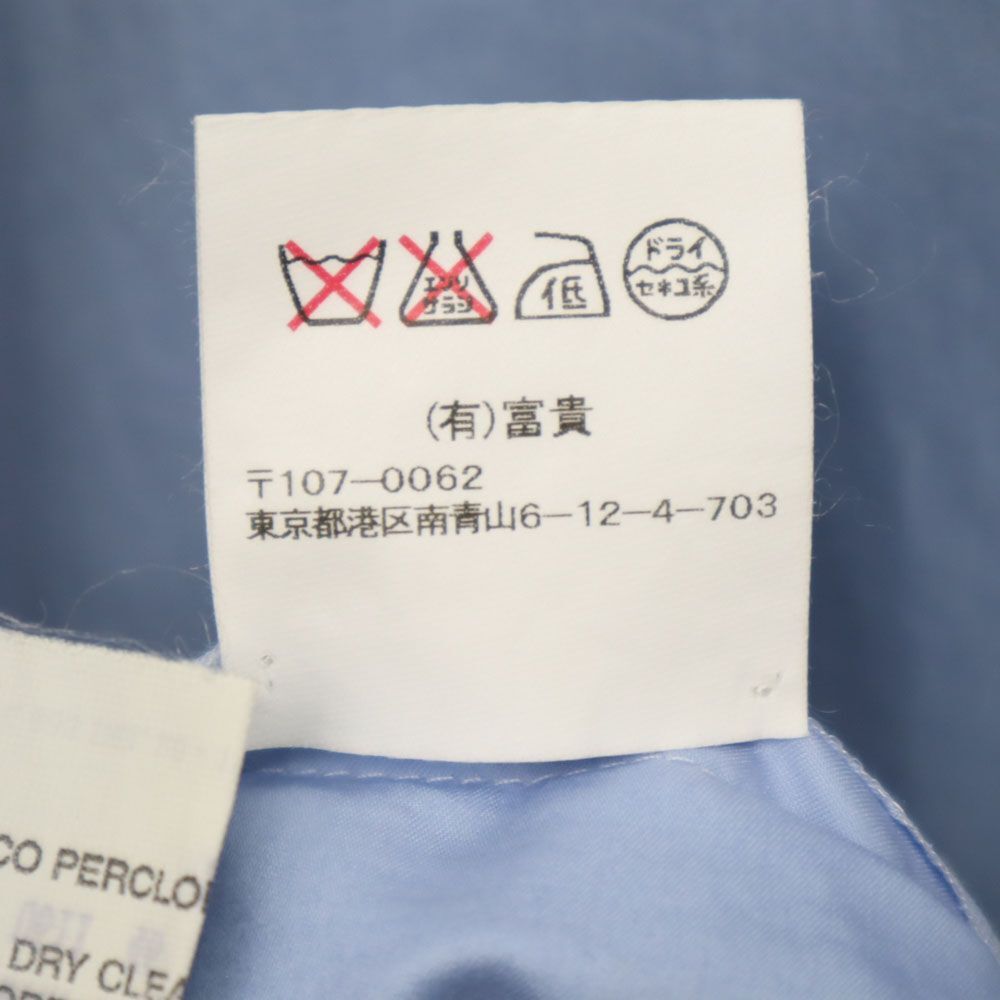 エンソ
サラシ
低
ドライ
セキユ系
(有)富貴
〒107-0062
東京都港区南青山6-12-4-703
CO PERCLO
DRY CLEA